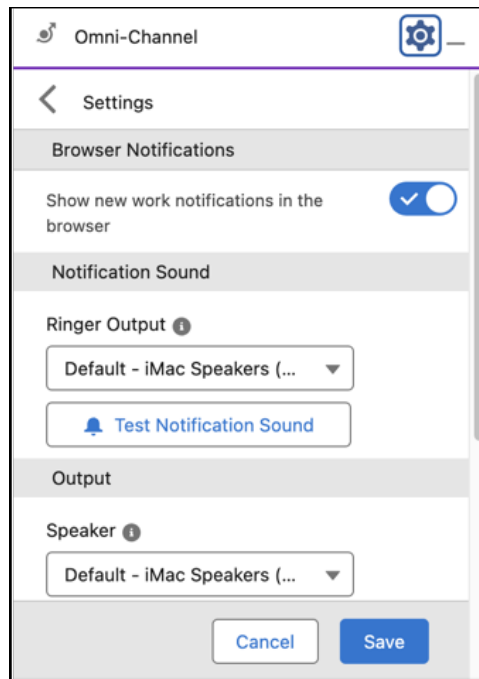 Omni-Channel
Settings
Browser Notifications
Show new work notifications in the
browser
Notification Sound
Ringer Output
Default - iMac Speakers (...
Test Notification Sound
Output
Speaker
Default - iMac Speakers (...
Cancel
Save